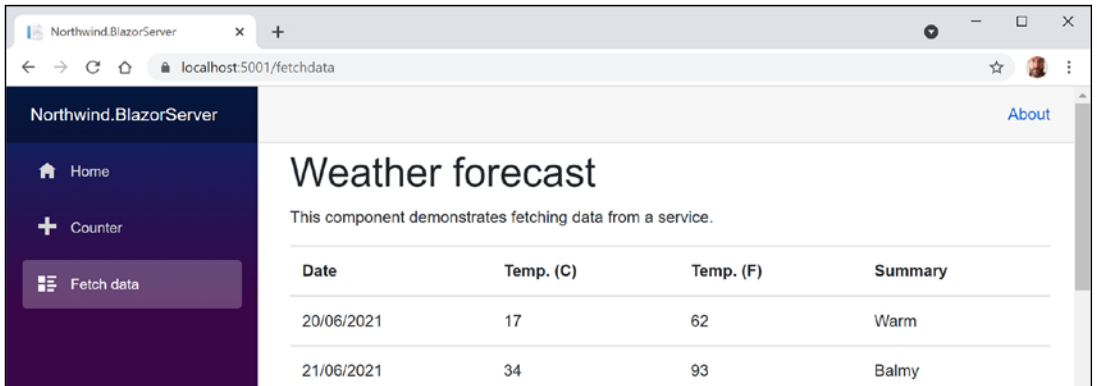 Northwind.BlazorServer
localhost:5001/fetchdata
Northwind.BlazorServer
About
Home
Counter
Fetch data
Weather forecast
This component demonstrates fetching data from a service.
Date Temp. (C) Temp. (F) Summary
20/06/2021 17 62 Warm
21/06/2021 34 93 Balmy